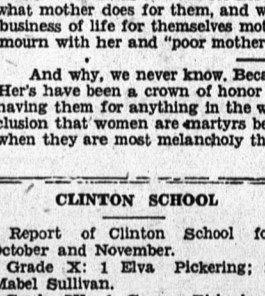 what mother does for them, and w
business of life for themselves mot
mourn with her and "poor mother
And why, we never know. Beca
Her's have been a crown of honor
having them for anything in the w
clusion that women are martyrs be
when they are most melancholy th
CLINTON SCHOOL
Report of Clinton School fo
October and November.
Grade X: 1 Elva Pickering;
Mabel Sullivan.